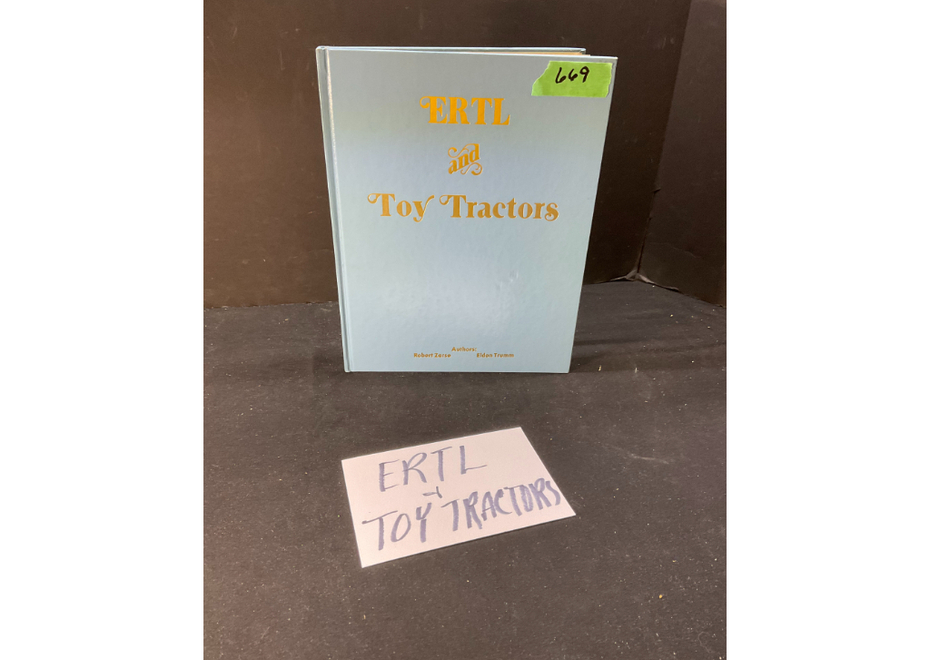 669
ERTL
and
Toy Tractors
Authors:
Robert Zarse Eldon Trumm
ERTL
+
TOY TRACTORS